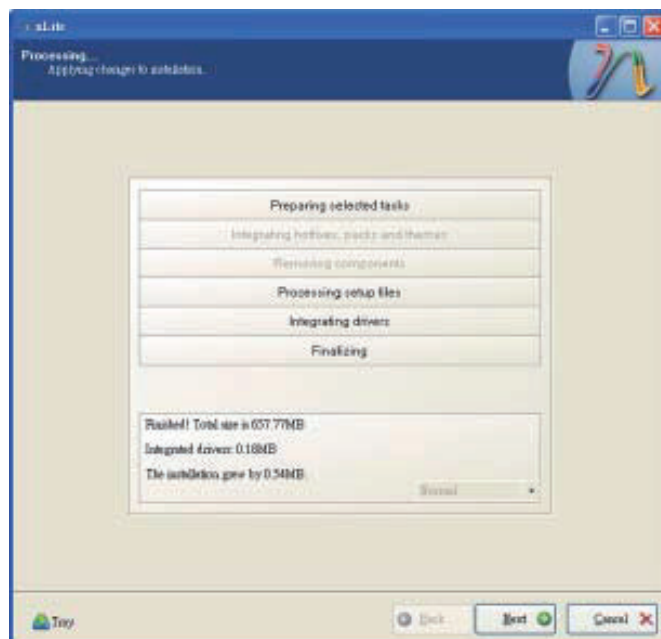 nLite
Processing...
Applying changes to installation.
Preparing selected tasks
Integrating hotfixes, packs and themes
Removing components
Processing setup files
Integrating drivers
Finalizing
Finished! Total size is 657.77MB
Integrated drivers: 0.18MB
The installation grew by 0.54MB
Normal
Tray
Back
Next
Cancel